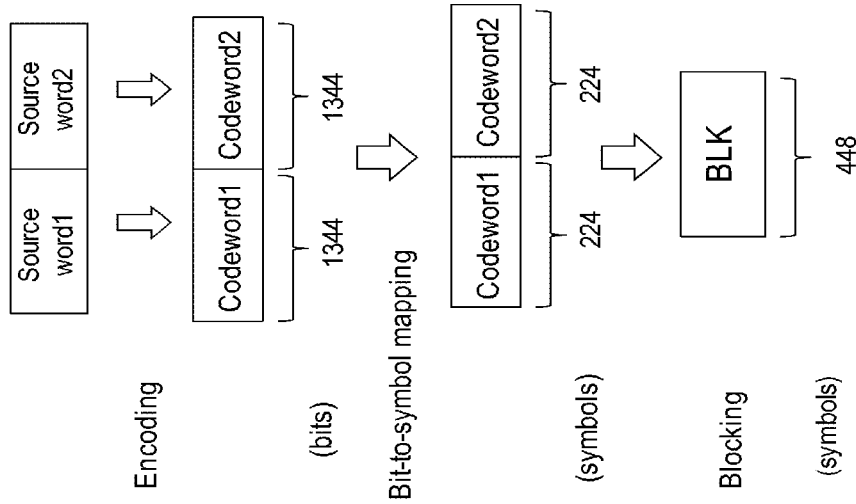 Source
word1
Source
word2
Encoding
Codeword1
Codeword2
(bits)
1344
1344
Bit-to-symbol mapping
Codeword1
Codeword2
(symbols)
224
224
Blocking
BLK
(symbols)
448